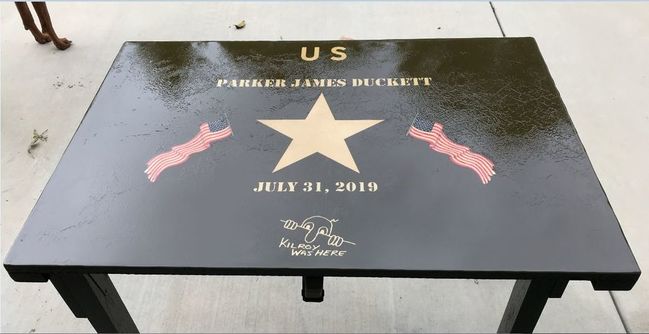 US
PARKER JAMES DUCKETT
JULY 31, 2019
KILROY
WAS HERE